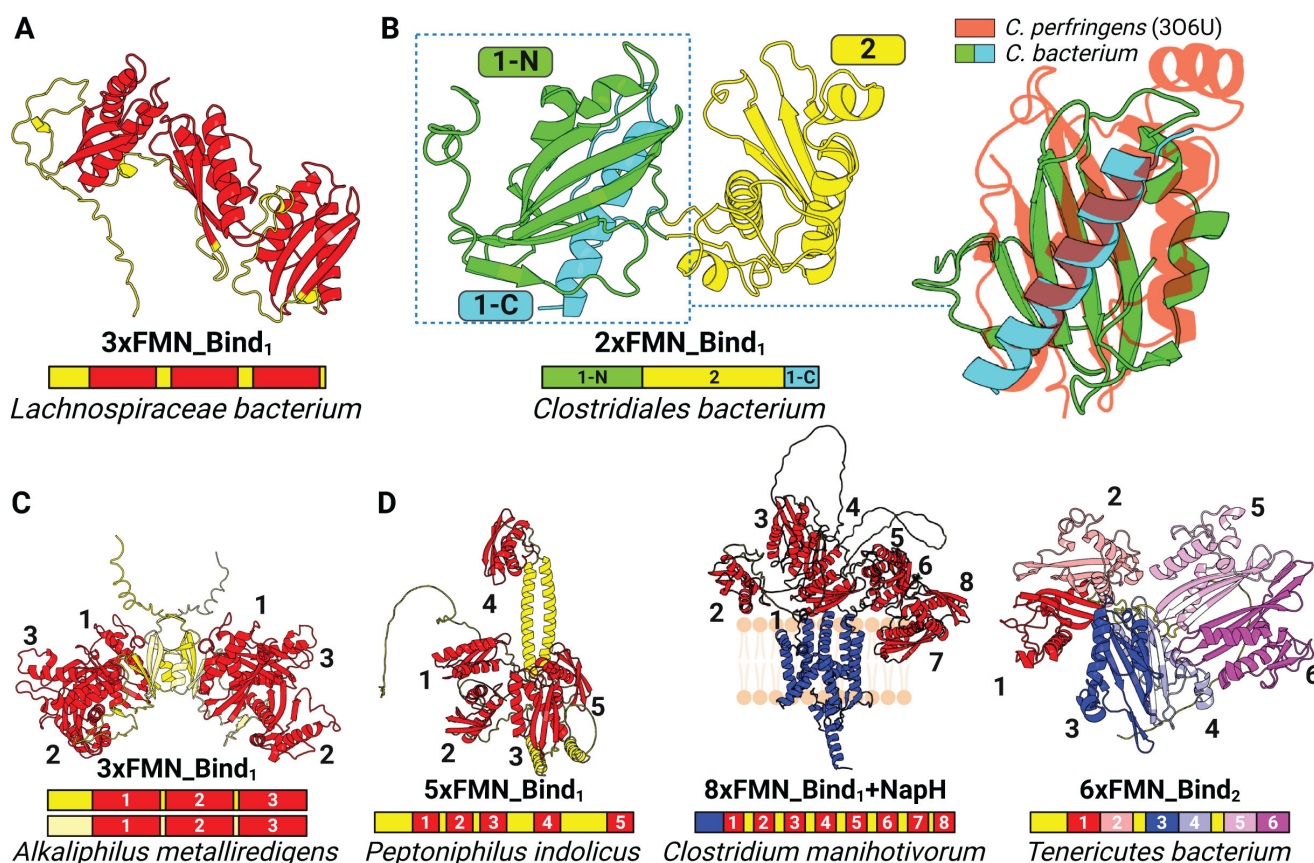 A
3xFMN_Bind₁
Lachnospiraceae bacterium
B
1-N
2
1-C
C. perfringens (3O6U)
C. bacterium
2xFMN_Bind₁
1-N 2 1-C
Clostridiales bacterium
C
1 1
3 3
2 2
3xFMN_Bind₁
1 2 3
1 2 3
Alkaliphilus metalliredigens
D
4
1
5
2 3
5xFMN_Bind₁
1 2 3 4 5
Peptoniphilus indolicus
4
3
5
6 8
2
1
7
8xFMN_Bind₁+NapH
1 2 3 4 5 6 7 8
Clostridium manihotivorum
2 5
1
6
3 4
6xFMN_Bind₂
1 2 3 4 5 6
Tenericutes bacterium